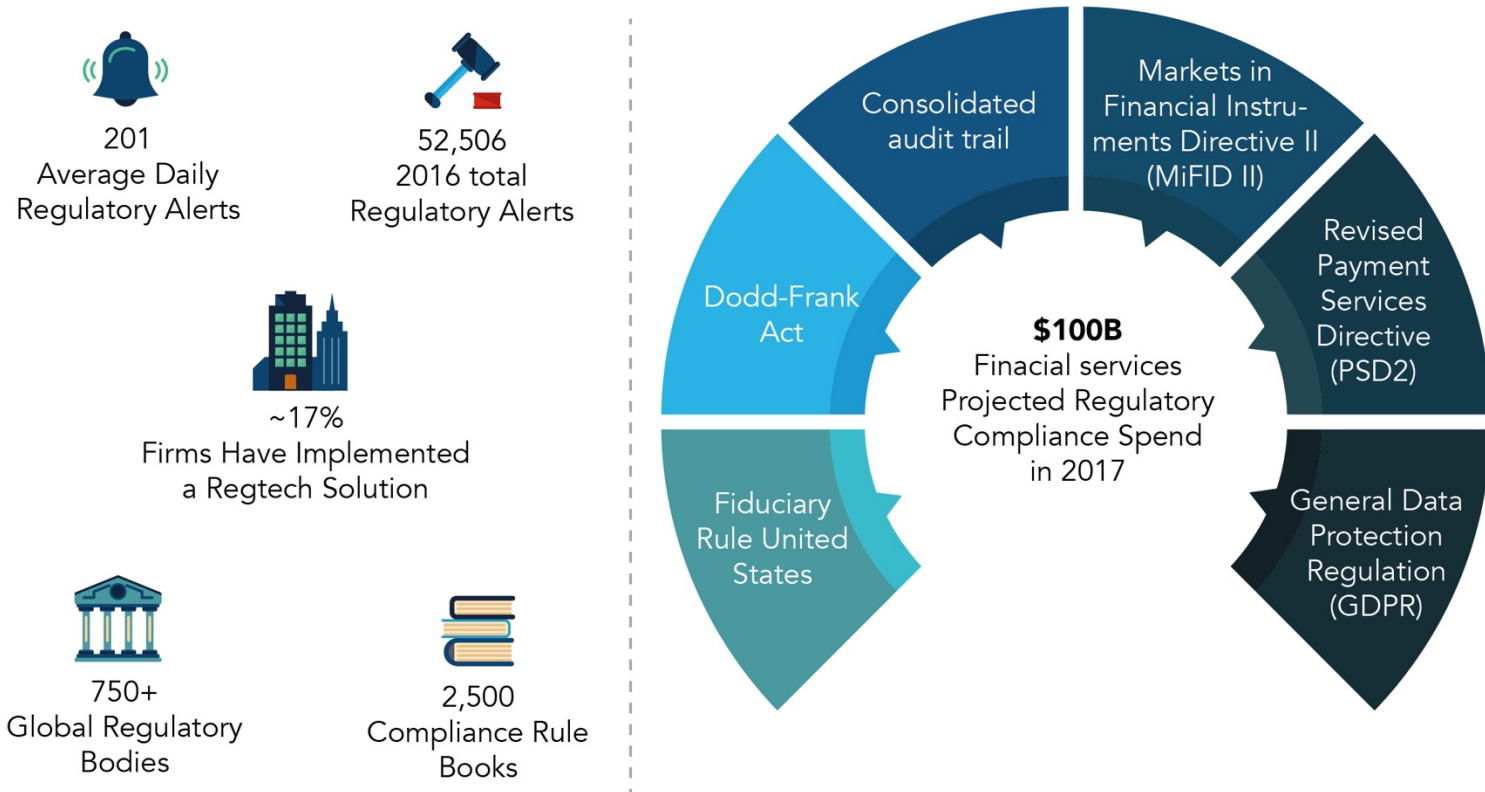 201
Average Daily
Regulatory Alerts
52,506
2016 total
Regulatory Alerts
~17%
Firms Have Implemented
a Regtech Solution
750+
Global Regulatory
Bodies
2,500
Compliance Rule
Books
Fiduciary
Rule United
States
Dodd-Frank
Act
Consolidated
audit trail
Markets in
Financial Instru-
ments Directive II
(MiFID II)
Revised
Payment
Services
Directive
(PSD2)
General Data
Protection
Regulation
(GDPR)
$100B
Finacial services
Projected Regulatory
Compliance Spend
in 2017